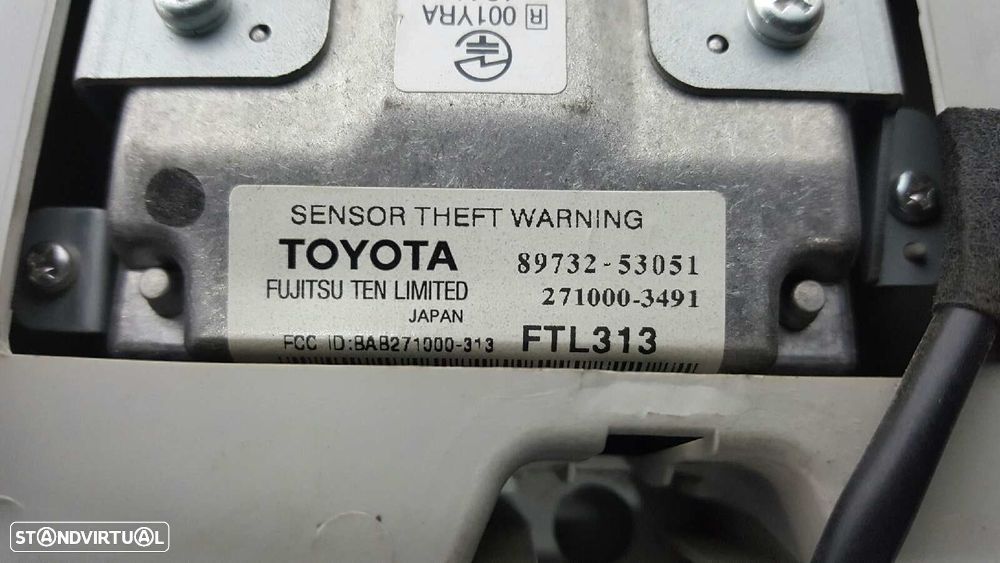 R 001YRA
SENSOR THEFT WARNING
TOYOTA 89732-53051
FUJITSU TEN LIMITED 271000-3491
JAPAN
FCC ID:BAB271000-313 FTL313
STANDVIRTUAL